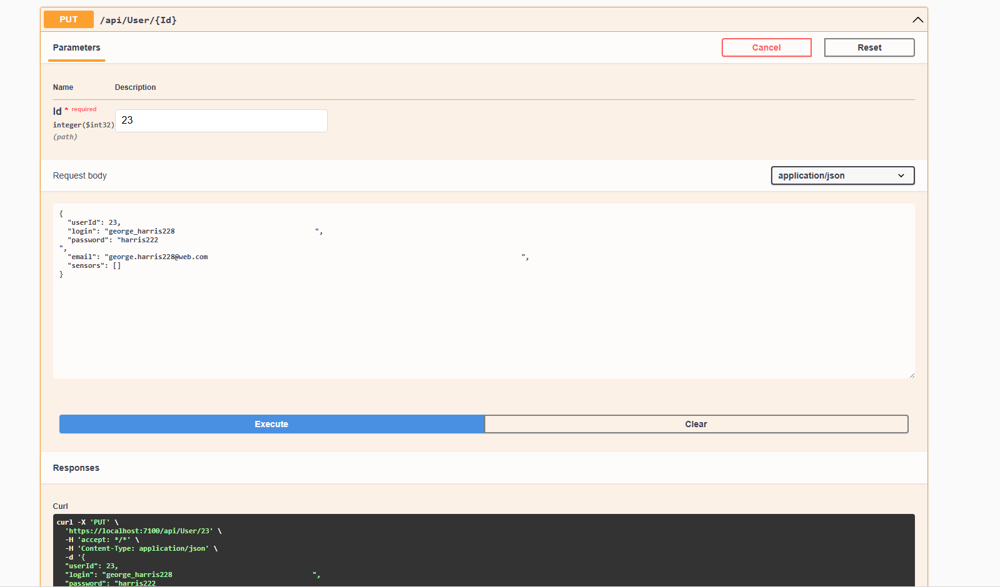 PUT /api/User/{Id}
Parameters
Cancel
Reset
Name Description
Id * required
integer($int32)
(path)
23
Request body
application/json
{
  "userId": 23,
  "login": "george_harris228                                  ",
  "password": "harris222
",
  "email": "george.harris228@web.com                                                                            ",
  "sensors": []
}
Execute
Clear
Responses
Curl
curl -X 'PUT' \
  'https://localhost:7100/api/User/23' \
  -H 'accept: */*' \
  -H 'Content-Type: application/json' \
  -d '{
  "userId": 23,
  "login": "george_harris228                                  ",
  "password": "harris222